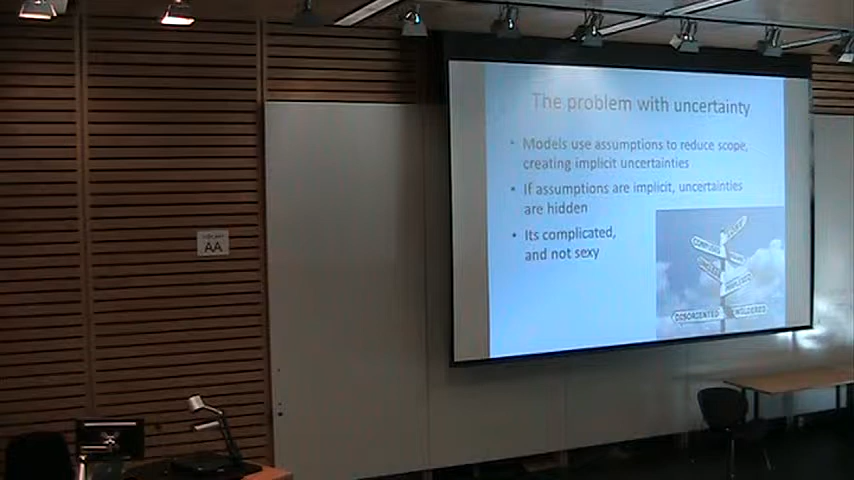 The problem with uncertainty
• Models use assumptions to reduce scope,
creating implicit uncertainties
• If assumptions are implicit, uncertainties
are hidden
• Its complicated,
and not sexy
DISORIENTED
AA